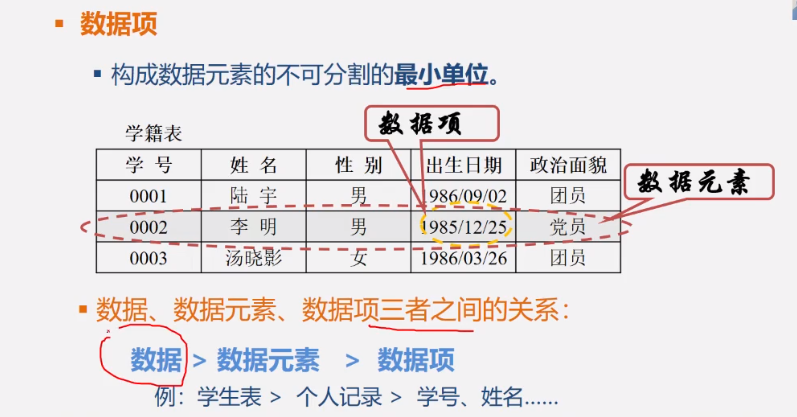 数据项
构成数据元素的不可分割的最小单位。
数据项
学籍表
学号 姓名 性别 出生日期 政治面貌
数据元素
0001 陆宇 男 1986/09/02 团员
0002 李明 男 1985/12/25 党员
0003 汤晓影 女 1986/03/26 团员
数据、数据元素、数据项三者之间的关系：
数据 > 数据元素 > 数据项
例：学生表 > 个人记录 > 学号、姓名……